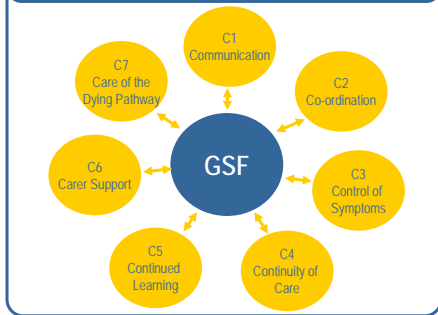 C1
Communication
C2
Co-ordination
C3
Control of
Symptoms
C4
Continuity of
Care
C5
Continued
Learning
C6
Carer Support
C7
Care of the
Dying Pathway
GSF